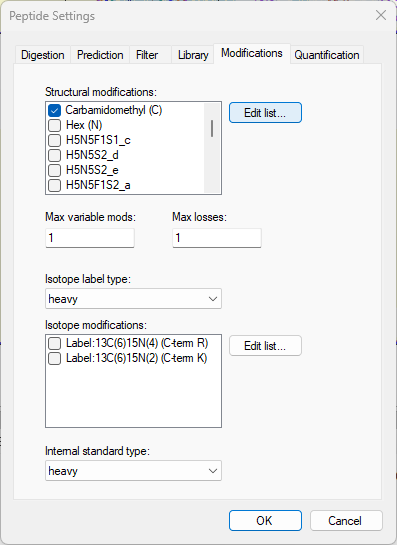 Peptide Settings
Digestion Prediction Filter Library Modifications Quantification
Structural modifications:
Carbamidomethyl (C)
Edit list...
Hex (N)
H5N5F1S1_c
H5N5S2_d
H5N5S2_e
H5N5F1S2_a
Max variable mods: Max losses:
1 1
Isotope label type:
heavy
Isotope modifications:
Label:13C(6)15N(4) (C-term R)
Edit list...
Label:13C(6)15N(2) (C-term K)
Internal standard type:
heavy
OK Cancel